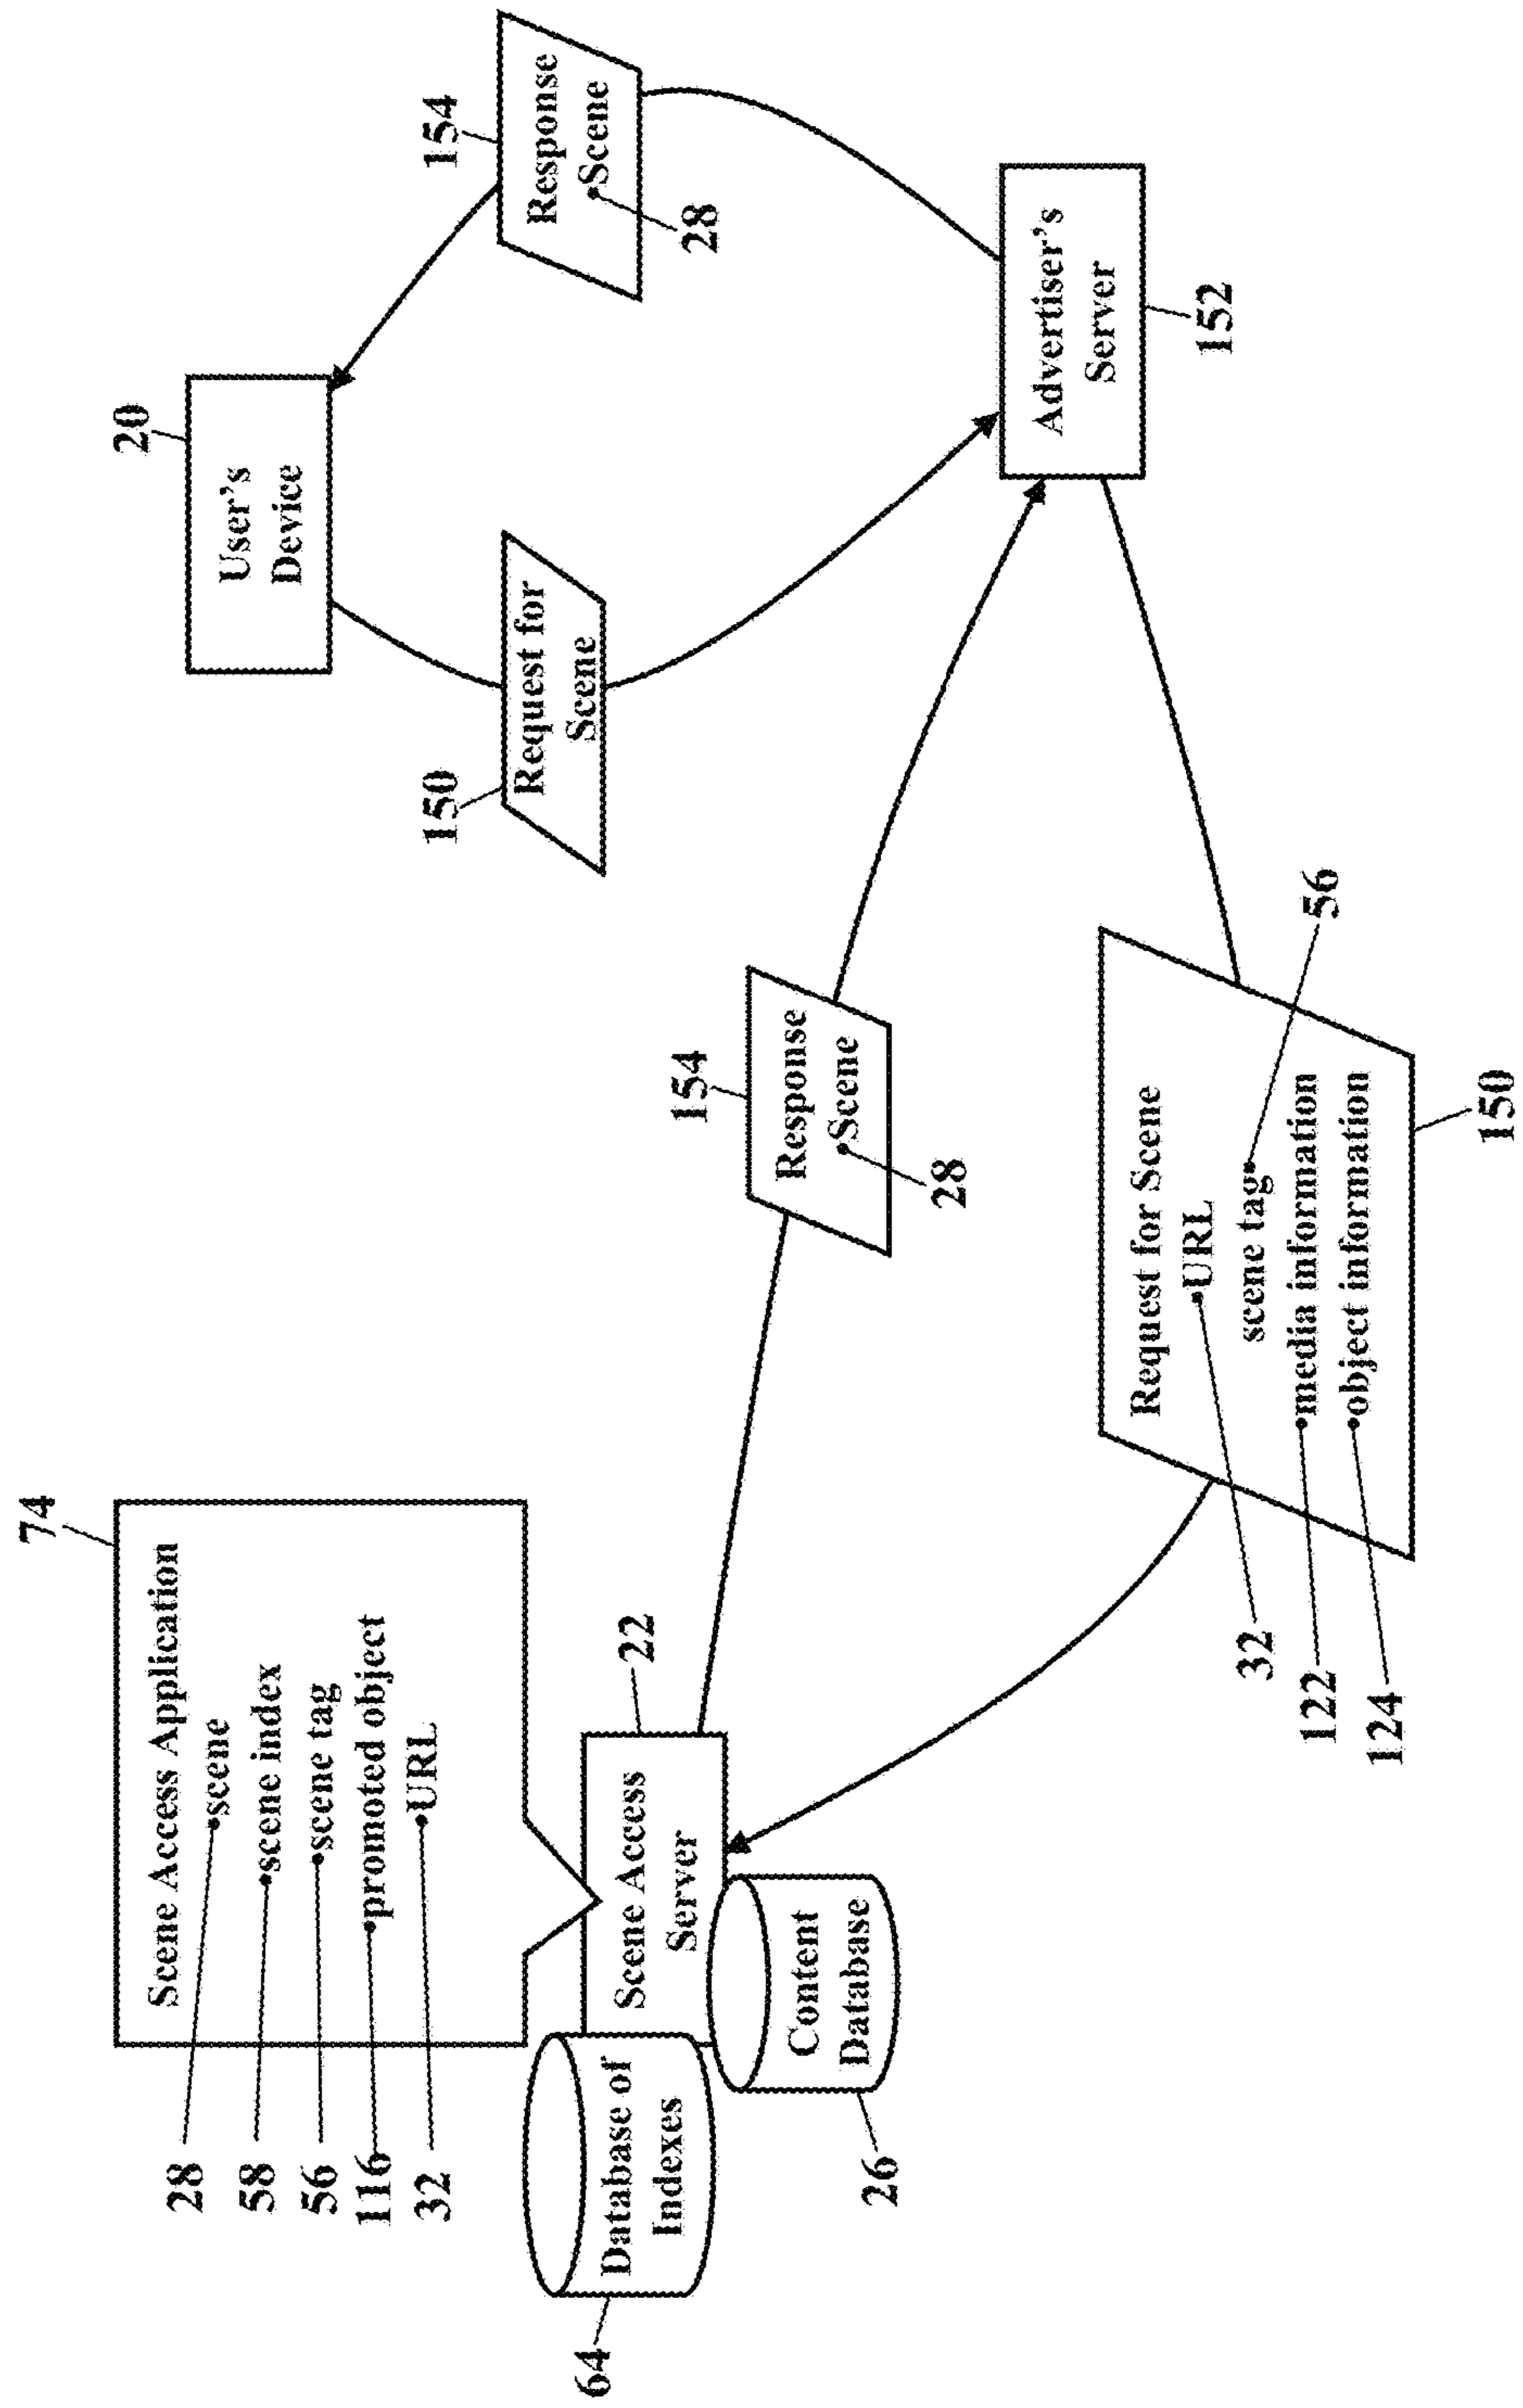 74
Scene Access Application
28
scene
58
scene index
56
scene tag
116
promoted object
32
URL
64
Database of
Indexes
Scene Access
Server
22
Content
Database
26
154
Response
Scene
28
Request for Scene
URL
scene tag
media information
object information
32
122
124
56
150
20
User's
Device
150
Request for
Scene
154
Response
Scene
28
Advertiser's
Server
152